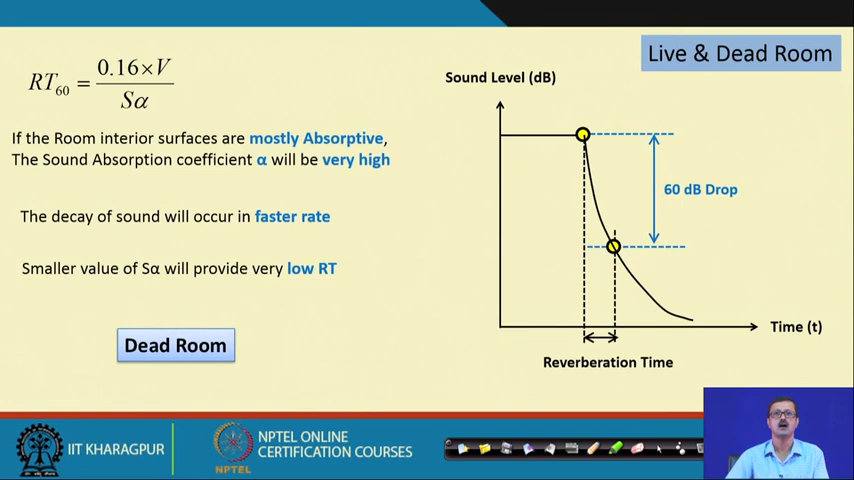 Live & Dead Room
RT60 = 0.16×V / Sα
If the Room interior surfaces are mostly Absorptive,
The Sound Absorption coefficient α will be very high
The decay of sound will occur in faster rate
Smaller value of Sα will provide very low RT
Dead Room
Sound Level (dB)
60 dB Drop
Time (t)
Reverberation Time
IIT KHARAGPUR
NPTEL
NPTEL ONLINE
CERTIFICATION COURSES